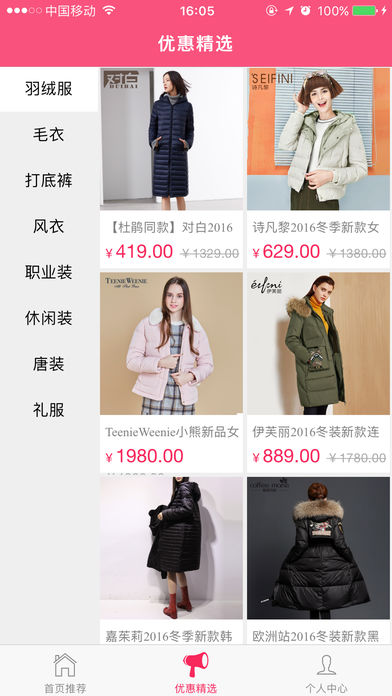 中国移动
16:05
100%
优惠精选
羽绒服
毛衣
打底裤
风衣
职业装
休闲装
唐装
礼服
对白
DUIBAI
【杜鹃同款】对白2016
¥419.00 ¥1329.00
SEIFINI
诗凡黎
诗凡黎2016冬季新款女
¥629.00 ¥1380.00
TEENIE WEENIE
TeenieWeenie小熊新品女
¥1980.00
éifini
伊芙丽
伊芙丽2016冬装新款连
¥889.00 ¥1780.00
嘉茱莉2016冬季新款韩
coffee moma
欧洲站2016冬装新款黑
首页推荐
优惠精选
个人中心